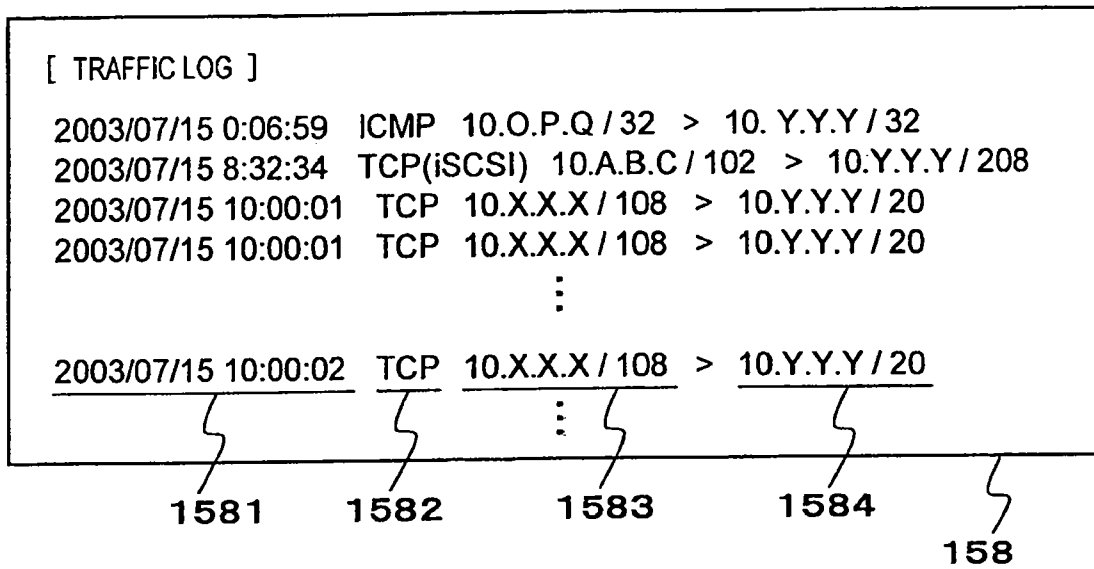 [ TRAFFIC LOG ]
2003/07/15 0:06:59 ICMP 10.O.P.Q / 32 > 10. Y.Y.Y / 32
2003/07/15 8:32:34 TCP(iSCSI) 10.A.B.C / 102 > 10.Y.Y.Y / 208
2003/07/15 10:00:01 TCP 10.X.X.X / 108 > 10.Y.Y.Y / 20
2003/07/15 10:00:01 TCP 10.X.X.X / 108 > 10.Y.Y.Y / 20
⋮
2003/07/15 10:00:02 TCP 10.X.X.X / 108 > 10.Y.Y.Y / 20
⋮
1581 1582 1583 1584
158